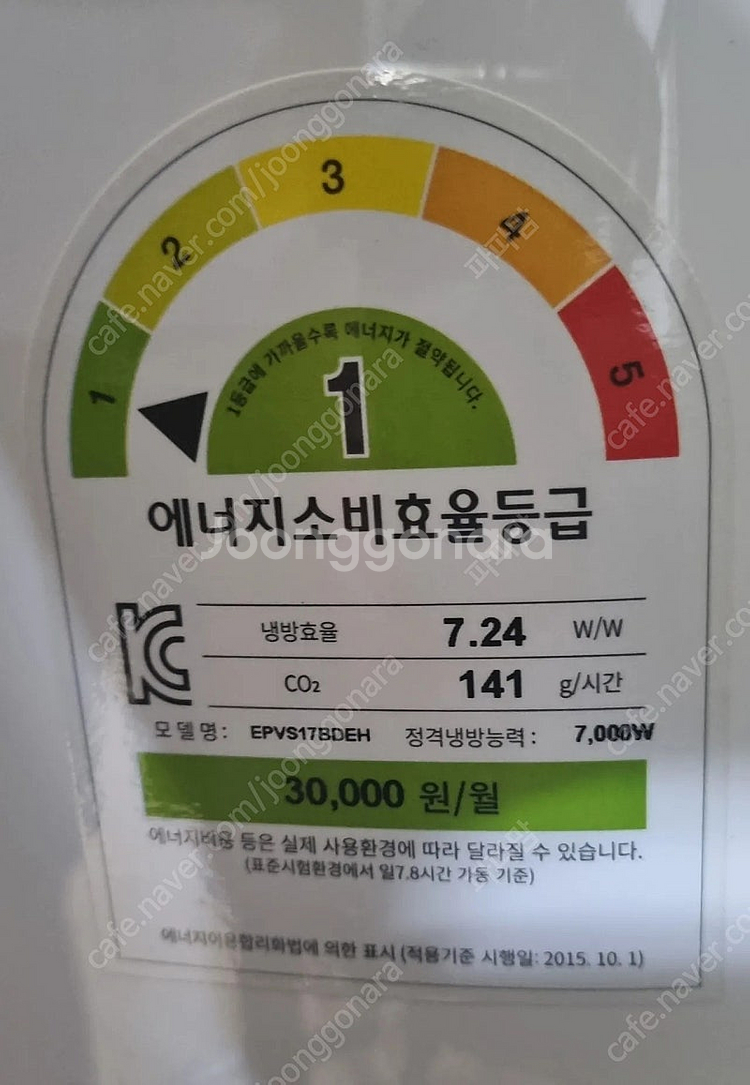 1
2
3
4
5
1등급에 가까울수록 에너지가 절약됩니다.
1
에너지소비효율등급
냉방효율 7.24 W/W
CO₂ 141 g/시간
모델명: EPVS17BDEH 정격냉방능력: 7,000W
30,000 원/월
에너지비용 등은 실제 사용환경에 따라 달라질 수 있습니다.
(표준시험환경에서 일7.8시간 가동 기준)
에너지이용합리화법에 의한 표시 (적용기준 시행일: 2015. 10. 1)
Joonggonara
cafe.naver.com/joonggonara
파파팜